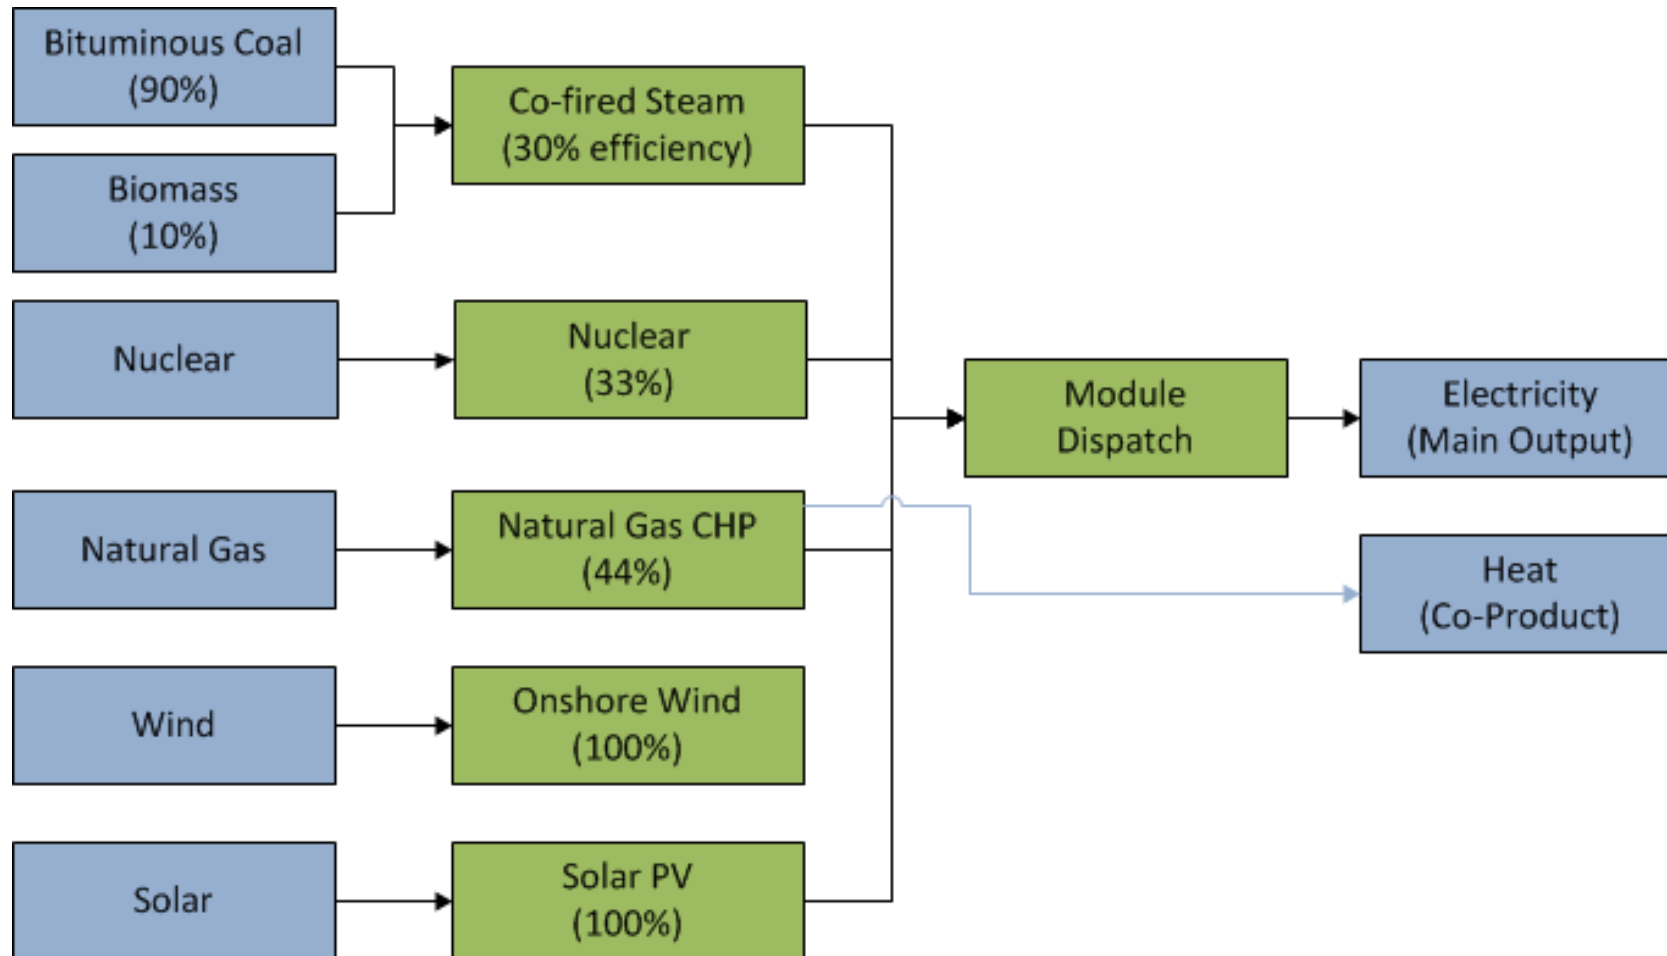 Bituminous Coal
(90%)
Biomass
(10%)
Co-fired Steam
(30% efficiency)
Nuclear
Nuclear
(33%)
Natural Gas
Natural Gas CHP
(44%)
Wind
Onshore Wind
(100%)
Solar
Solar PV
(100%)
Module
Dispatch
Electricity
(Main Output)
Heat
(Co-Product)